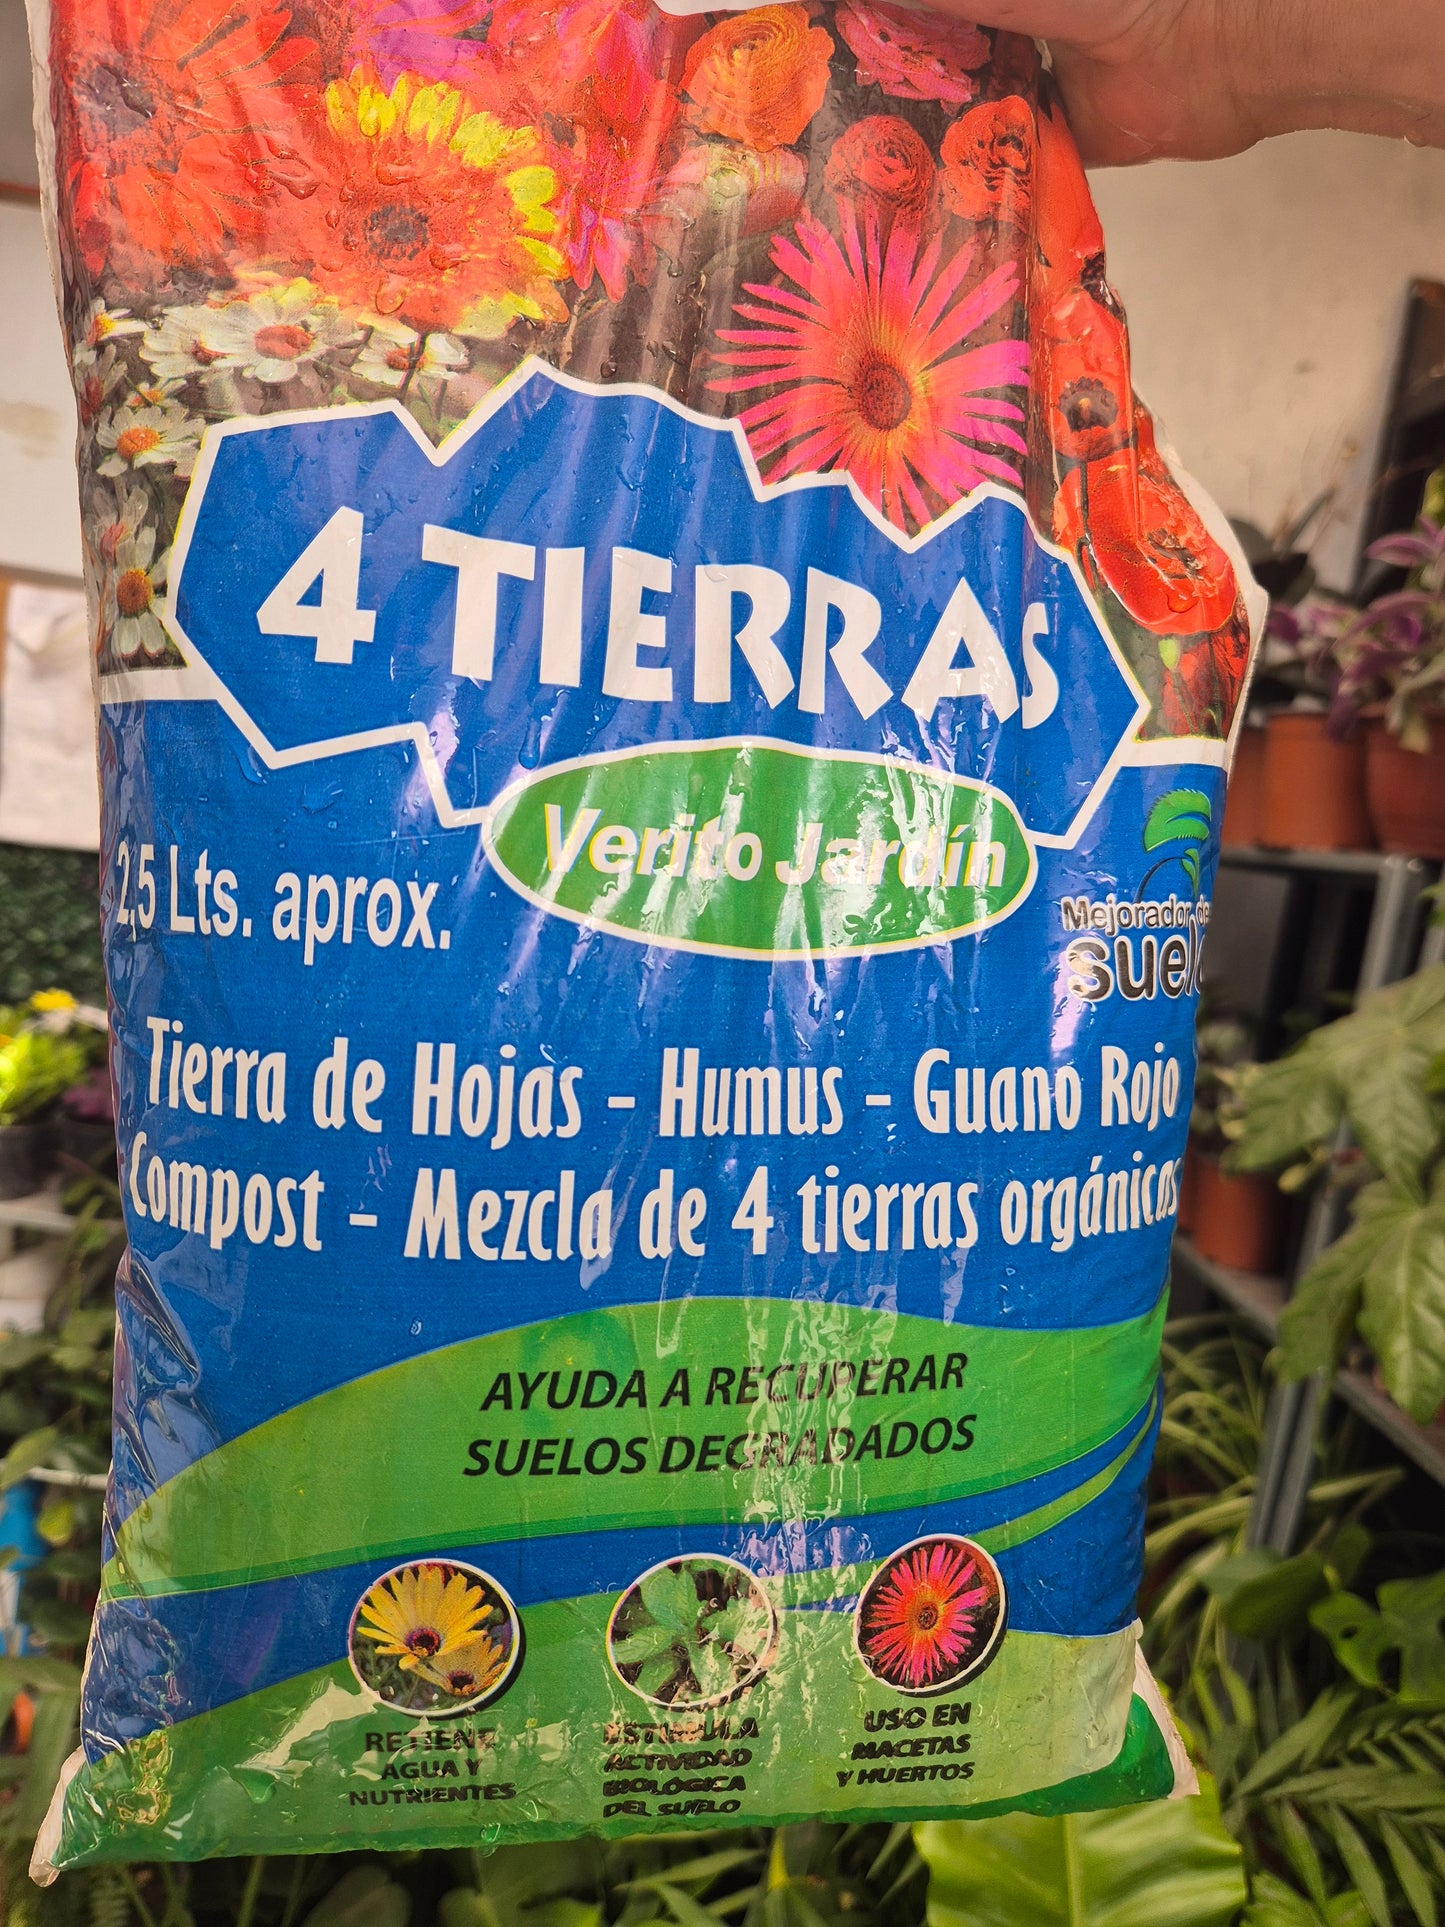 4 TIERRAS
Verito Jardín
2,5 Lts. aprox.
Mejorador de
suelo
Tierra de Hojas - Humus - Guano Rojo
Compost - Mezcla de 4 tierras orgánicas
AYUDA A RECUPERAR
SUELOS DEGRADADOS
RETIENE
AGUA Y
NUTRIENTES
ESTIMULA
ACTIVIDAD
BIOLÓGICA
DEL SUELO
USO EN
MACETAS
Y HUERTOS